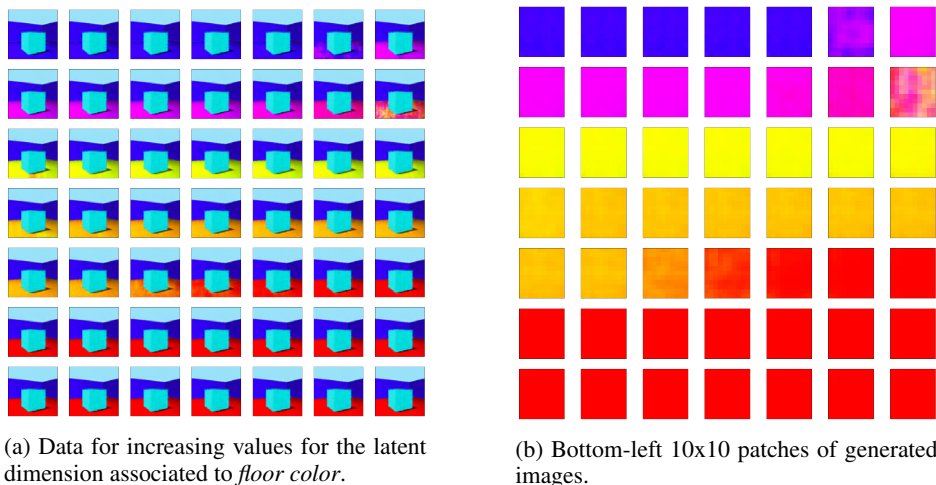 (a) Data for increasing values for the latent
dimension associated to floor color.
(b) Bottom-left 10x10 patches of generated
images.